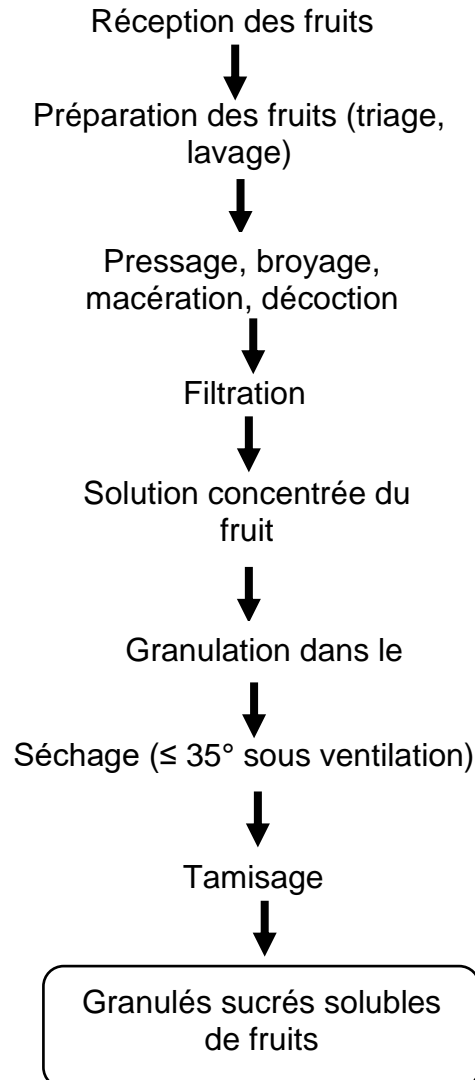 Réception des fruits
Préparation des fruits (triage,
lavage)
Pressage, broyage,
macération, décoction
Filtration
Solution concentrée du
fruit
Granulation dans le
Séchage (≤ 35° sous ventilation)
Tamisage
Granulés sucrés solubles
de fruits